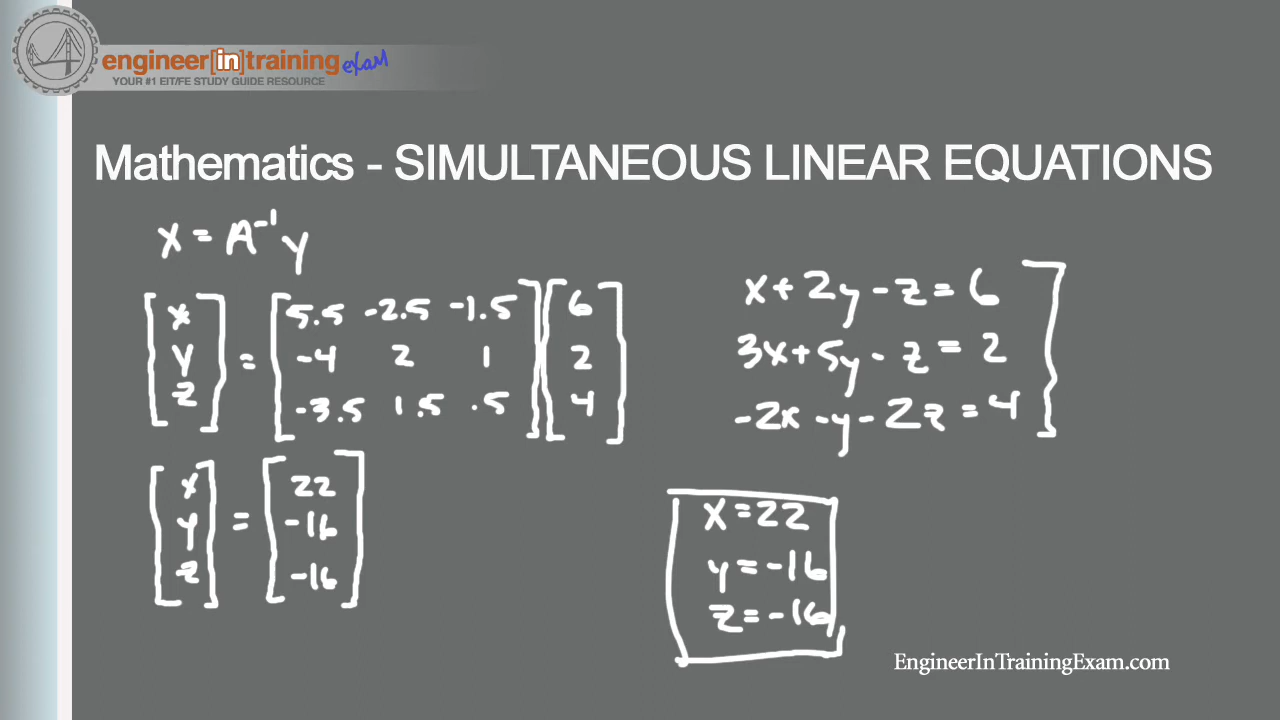 engineer[in]training exam
YOUR #1 EIT/FE STUDY GUIDE RESOURCE
Mathematics - SIMULTANEOUS LINEAR EQUATIONS
X = A⁻¹ y
[x y z] = [5.5 -2.5 -1.5
-4 2 1
-3.5 1.5 .5] [6 2 4]
[x y z] = [22 -16 -16]
x + 2y - z = 6
3x + 5y - z = 2
-2x - y - 2z = 4
x = 22
y = -16
z = -16
EngineerInTrainingExam.com